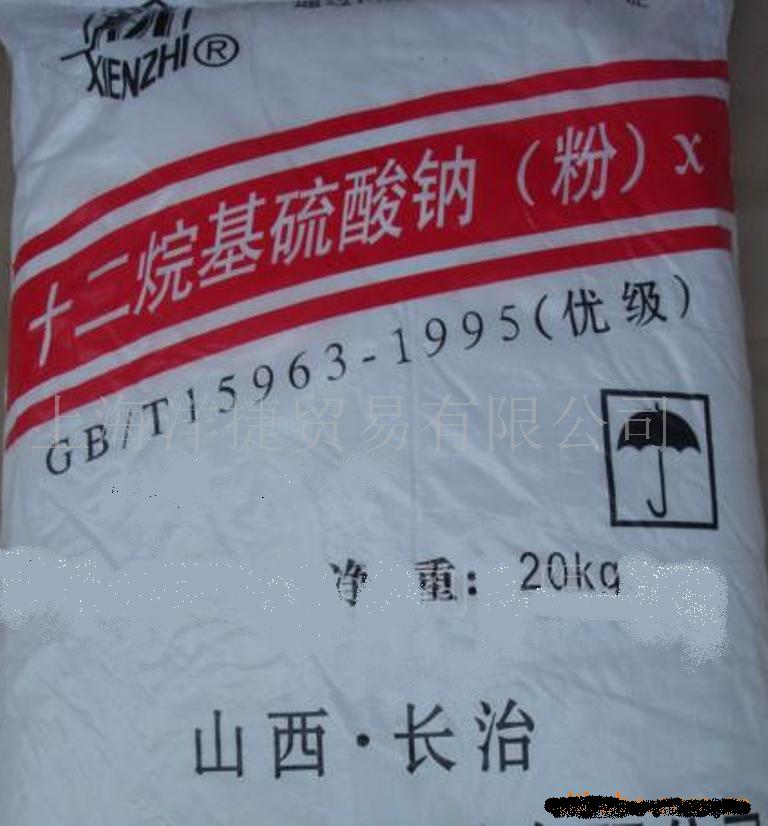 XIENZHI®
十二烷基硫酸钠（粉）x
GB/T15963-1995(优级)
上海洋捷贸易有限公司
净 重: 20kg
山西·长治